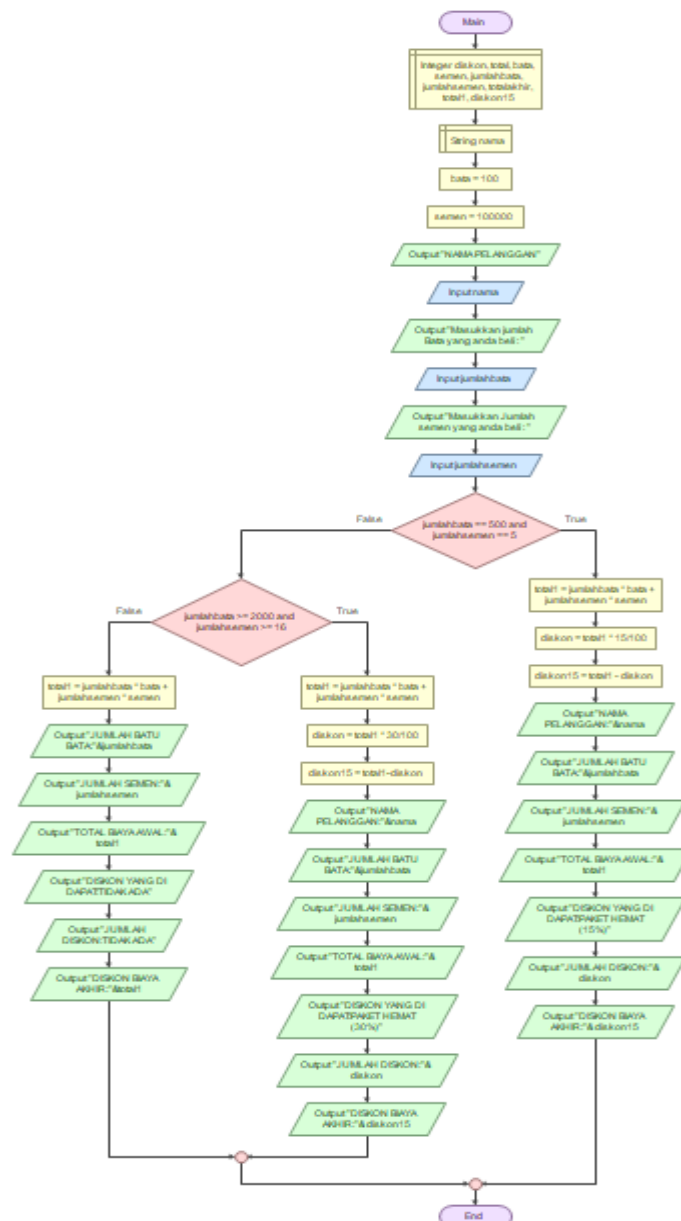 Main
Integer diskon, total, bata,
semen, jumlahbata,
jumlahsemen, totalakhir,
total1, diskon15
String nama
bata = 100
semen = 100000
Output "NAMA PELANGGAN"
Input nama
Output "Masukkan jumlah
Bata yang anda beli : "
Input jumlahbata
Output "Masukkan Jumlah
semen yang anda beli : "
Input jumlahsemen
False
jumlahbata == 500 and
jumlahsemen == 5
True
False
jumlahbata >= 2000 and
jumlahsemen >= 16
True
total1 = jumlahbata * bata +
jumlahsemen * semen
Output "JUMLAH BATU
BATA:"&jumlahbata
Output "JUMLAH SEMEN:"&
jumlahsemen
Output "TOTAL BIAYA AWAL:"&
total1
Output "DISKON YANG DI
DAPAT:TIDAK ADA"
Output "JUMLAH
DISKON:TIDAK ADA"
Output "DISKON BIAYA
AKHIR:"&total1
total1 = jumlahbata * bata +
jumlahsemen * semen
diskon = total1 * 30/100
diskon15 = total1-diskon
Output "NAMA
PELANGGAN:"&nama
Output "JUMLAH BATU
BATA:"&jumlahbata
Output "JUMLAH SEMEN:"&
jumlahsemen
Output "TOTAL BIAYA AWAL:"&
total1
Output "DISKON YANG DI
DAPAT:PAKET HEMAT
(30%)"
Output "JUMLAH DISKON:"&
diskon
Output "DISKON BIAYA
AKHIR:"& diskon15
total1 = jumlahbata * bata +
jumlahsemen * semen
diskon = total1 * 15/100
diskon15 = total1 - diskon
Output "NAMA
PELANGGAN:"&nama
Output "JUMLAH BATU
BATA:"&jumlahbata
Output "JUMLAH SEMEN:"&
jumlahsemen
Output "TOTAL BIAYA AWAL:"&
total1
Output "DISKON YANG DI
DAPAT:PAKET HEMAT
(15%)"
Output "JUMLAH DISKON:"&
diskon
Output "DISKON BIAYA
AKHIR:"& diskon15
End